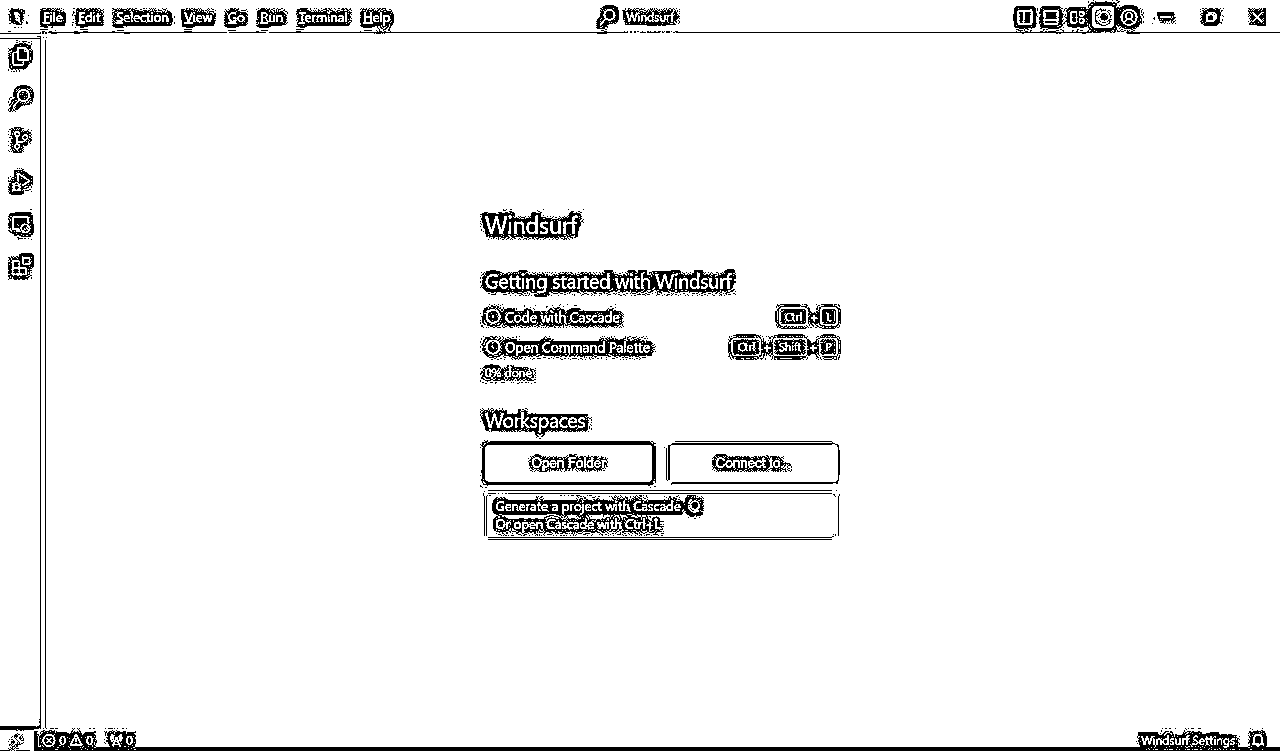 File Edit Selection View Go Run Terminal Help Windsurf
Windsurf
Getting started with Windsurf
Code with Cascade Ctrl + L
Open Command Palette Ctrl + Shift + P
0% done
Workspaces
Open Folder Connect to...
Generate a project with Cascade
Or open Cascade with Ctrl+L
0 0 0 Windsurf Settings